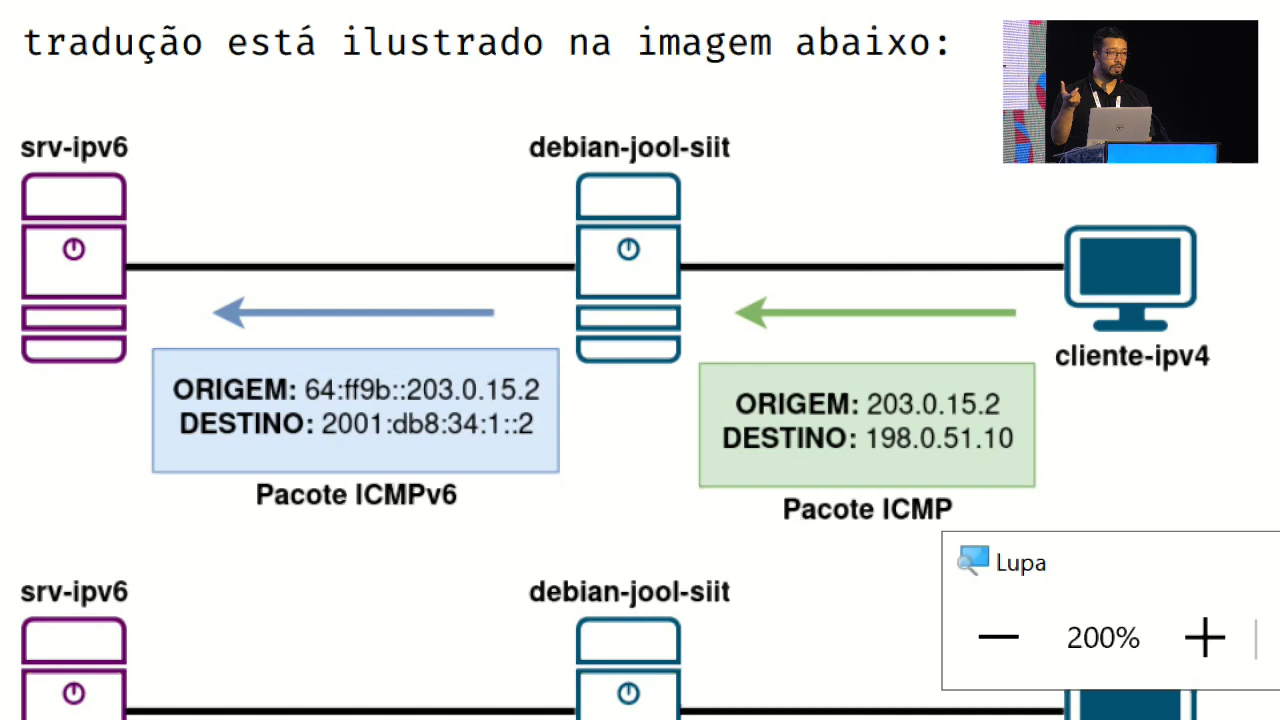 tradução está ilustrado na imagem abaixo:
srv-ipv6
debian-jool-siit
cliente-ipv4
ORIGEM: 64:ff9b::203.0.15.2
DESTINO: 2001:db8:34:1::2
Pacote ICMPv6
ORIGEM: 203.0.15.2
DESTINO: 198.0.51.10
Pacote ICMP
srv-ipv6
debian-jool-siit
Lupa
200%